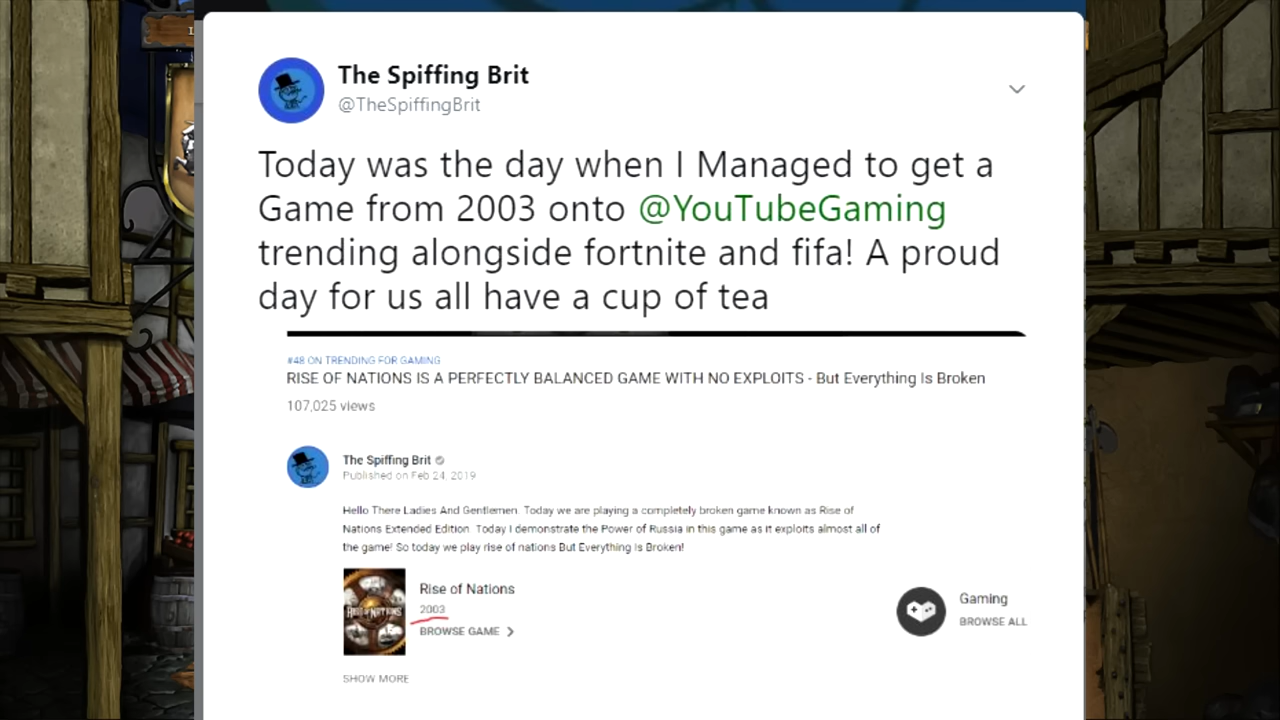 The Spiffing Brit
@TheSpiffingBrit
Today was the day when I Managed to get a
Game from 2003 onto @YouTubeGaming
trending alongside fortnite and fifa! A proud
day for us all have a cup of tea
#48 ON TRENDING FOR GAMING
RISE OF NATIONS IS A PERFECTLY BALANCED GAME WITH NO EXPLOITS - But Everything Is Broken
107,025 views
The Spiffing Brit
Published on Feb 24, 2019
Hello There Ladies And Gentlemen. Today we are playing a completely broken game known as Rise of
Nations Extended Edition. Today I demonstrate the Power of Russia in this game as it exploits almost all of
the game! So today we play rise of nations But Everything Is Broken!
RISE OF NATIONS
Rise of Nations
2003
BROWSE GAME
Gaming
BROWSE ALL
SHOW MORE